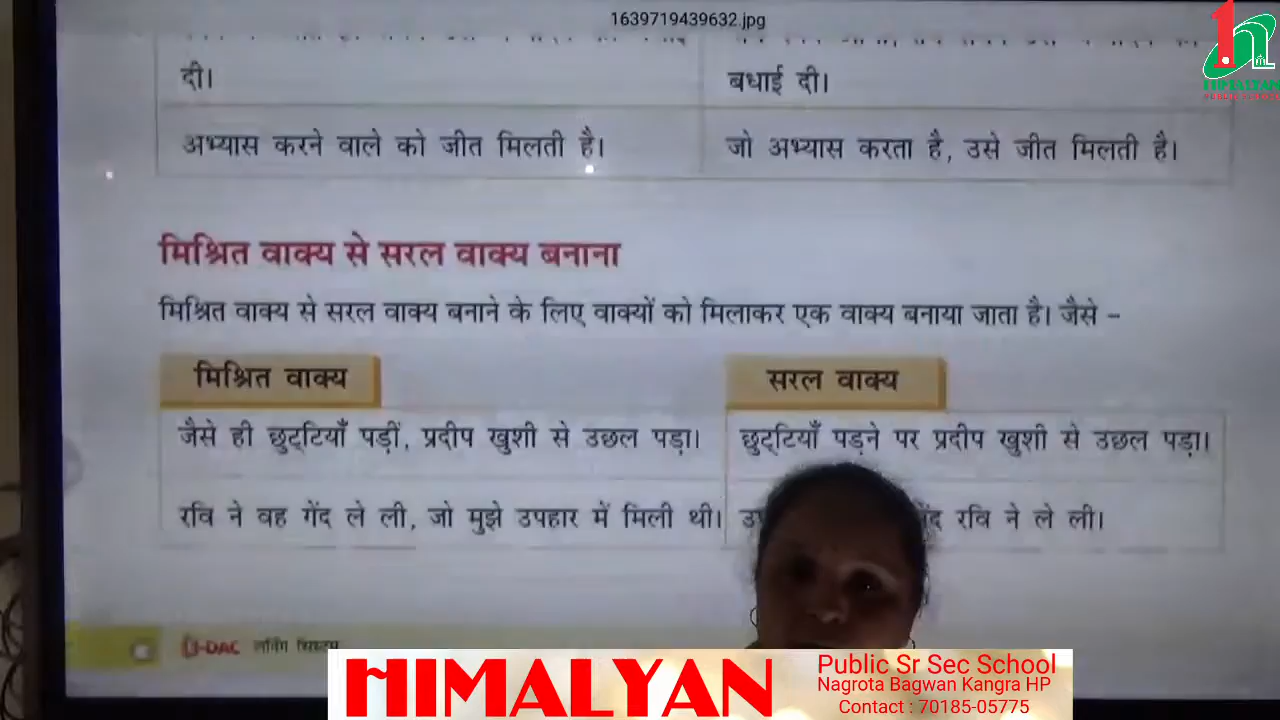 1639719439632.jpg
दी।
बधाई दी।
अभ्यास करने वाले को जीत मिलती है।
जो अभ्यास करता है, उसे जीत मिलती है।
मिश्रित वाक्य से सरल वाक्य बनाना
मिश्रित वाक्य से सरल वाक्य बनाने के लिए वाक्यों को मिलाकर एक वाक्य बनाया जाता है। जैसे –
मिश्रित वाक्य
सरल वाक्य
जैसे ही छुट्टियाँ पड़ीं, प्रदीप खुशी से उछल पड़ा।
छुट्टियाँ पड़ने पर प्रदीप खुशी से उछल पड़ा।
रवि ने वह गेंद ले ली, जो मुझे उपहार में मिली थी।
रवि ने ले ली।
HIMALYAN
Public Sr Sec School
Nagrota Bagwan Kangra HP
Contact : 70185-05775
HIMALYAN